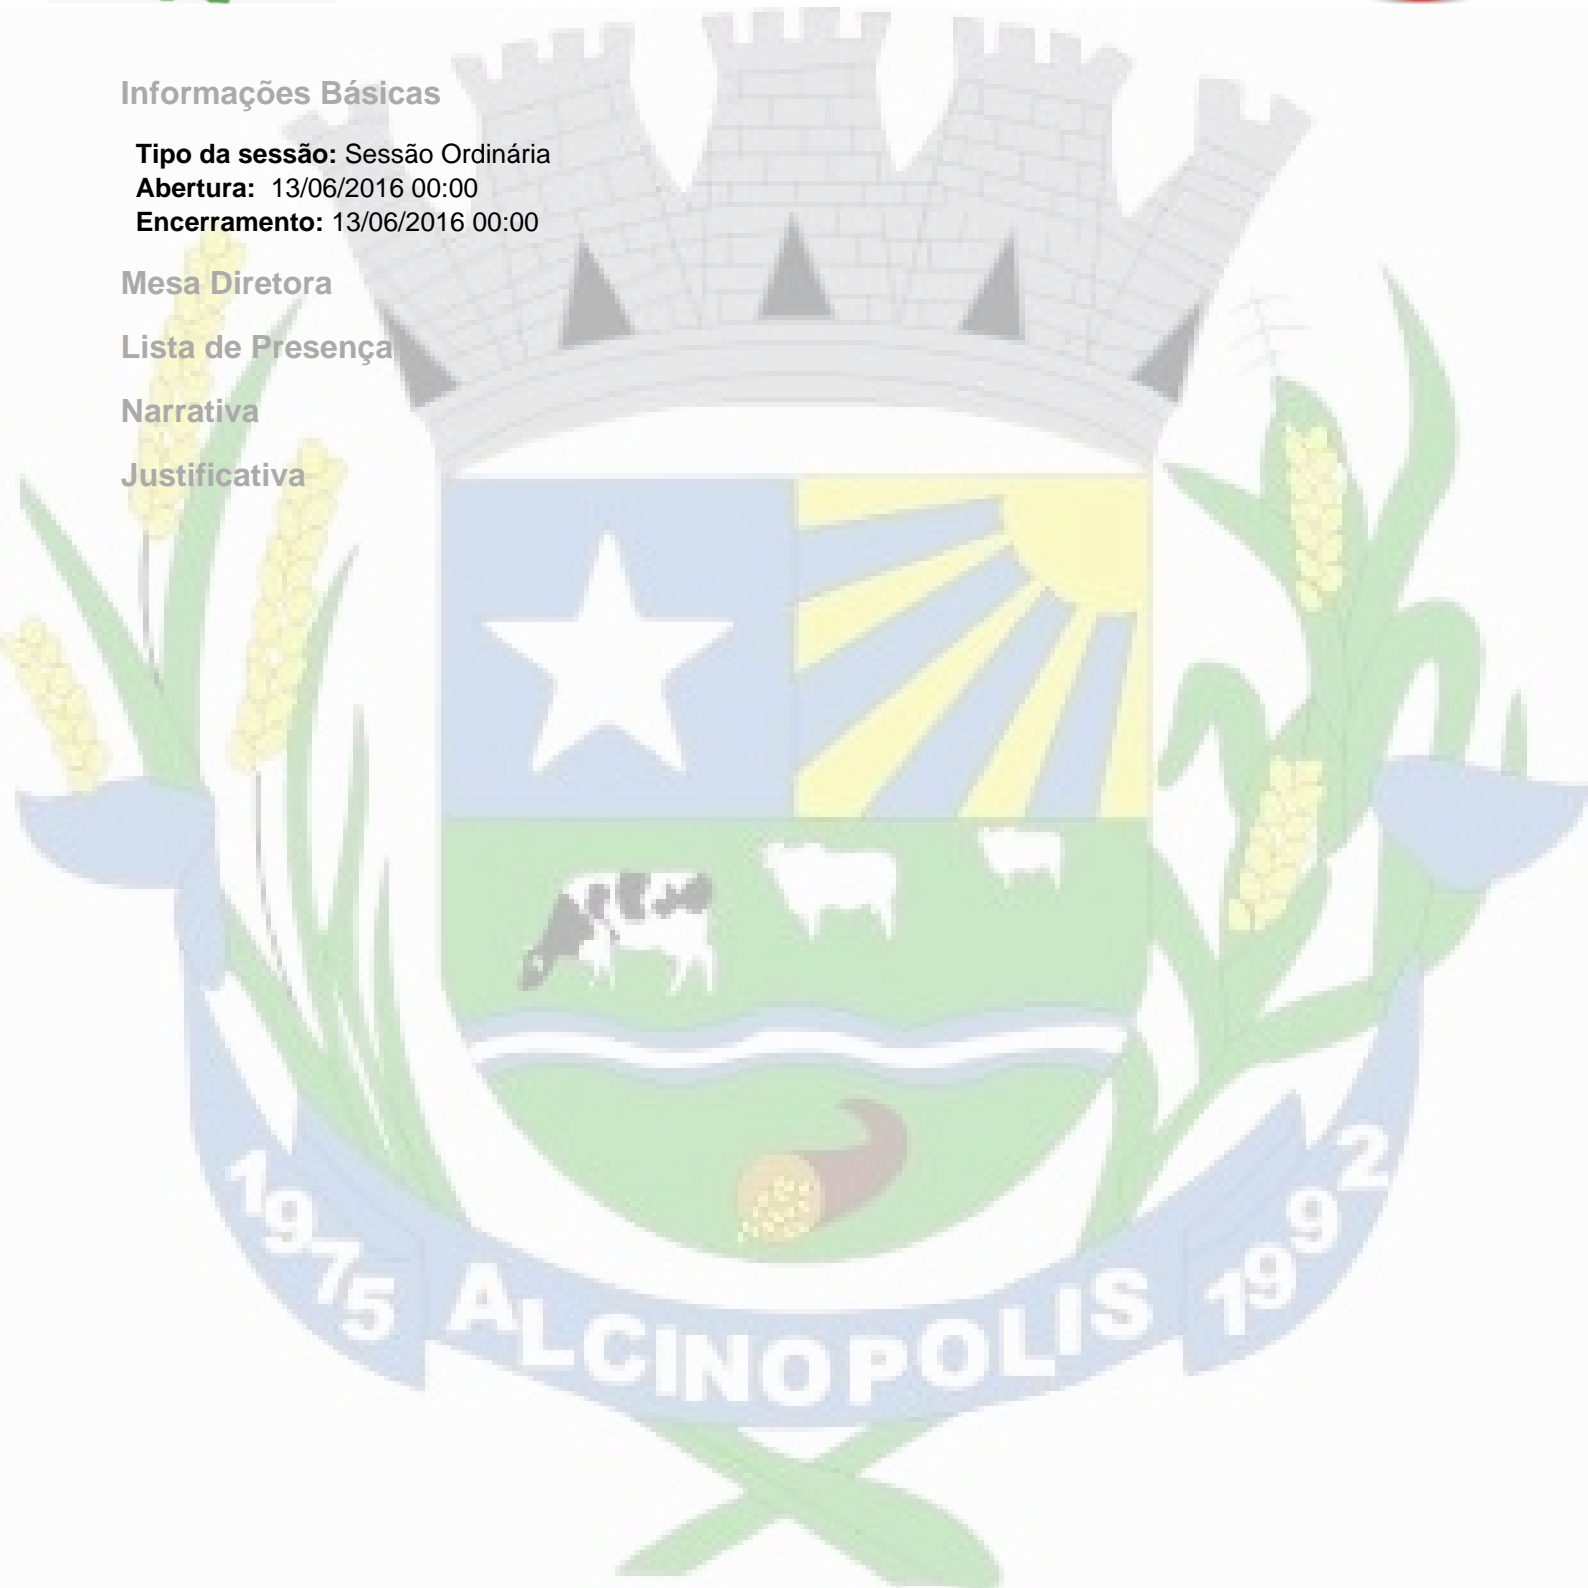 Informações Básicas
Tipo da sessão: Sessão Ordinária
Abertura: 13/06/2016 00:00
Encerramento: 13/06/2016 00:00
Mesa Diretora
Lista de Presença
Narrativa
Justificativa
1975 ALCINOPOLIS 1992